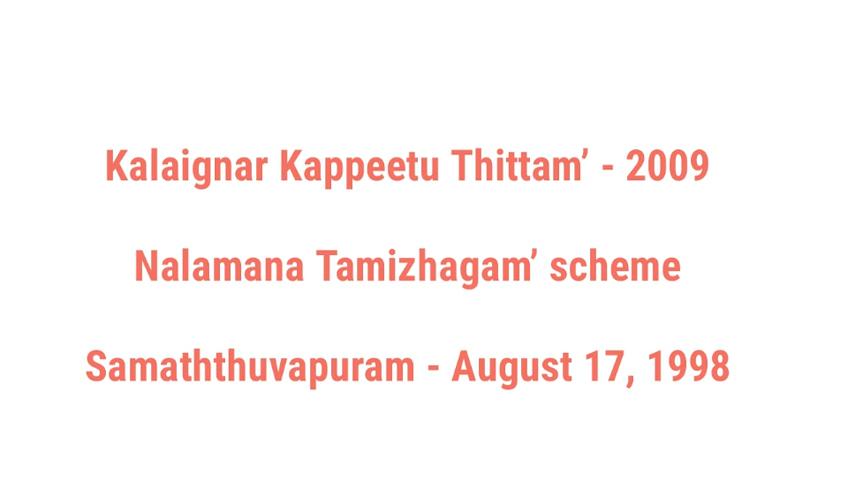 Kalaignar Kappeetu Thittam’ - 2009
Nalamana Tamizhagam’ scheme
Samaththuvapuram - August 17, 1998